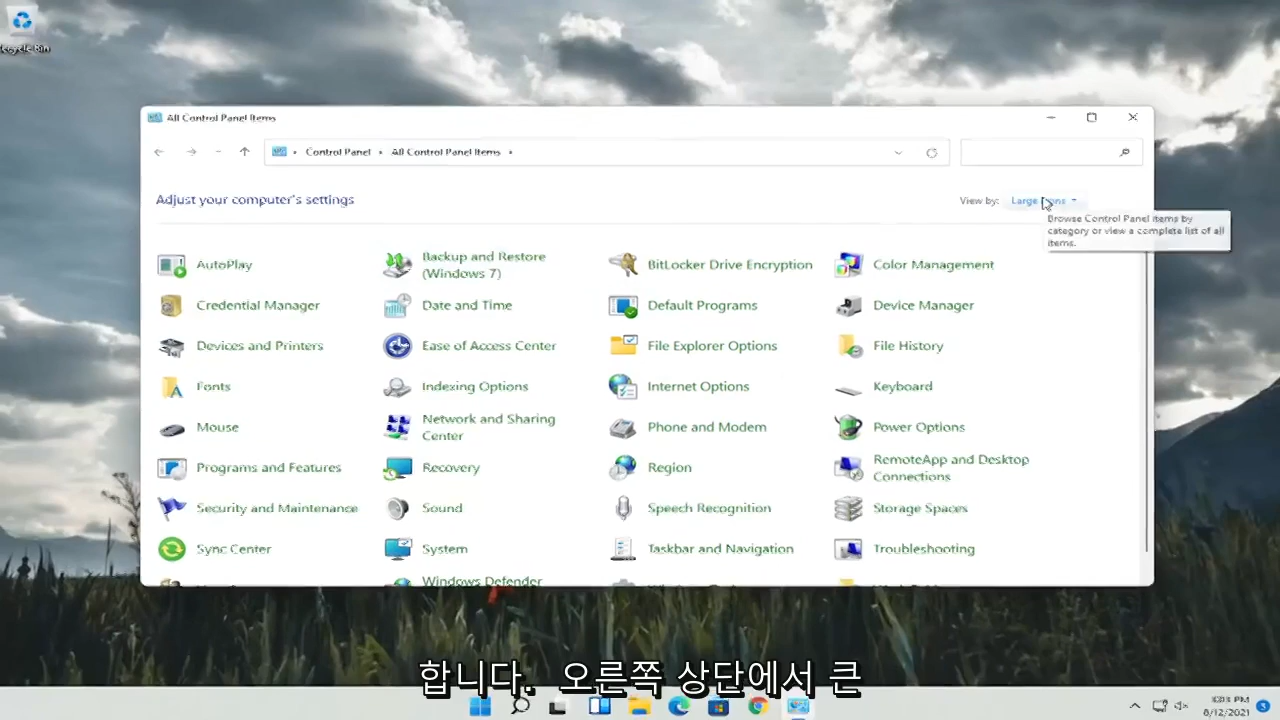 All Control Panel Items
Control Panel
All Control Panel Items
Adjust your computer's settings
View by:
Large
Browse Control Panel items by
category or view a complete list of all
items.
AutoPlay
Backup and Restore
(Windows 7)
BitLocker Drive Encryption
Color Management
Credential Manager
Date and Time
Default Programs
Device Manager
Devices and Printers
Ease of Access Center
File Explorer Options
File History
Fonts
Indexing Options
Internet Options
Keyboard
Mouse
Network and Sharing
Center
Phone and Modem
Power Options
Programs and Features
Recovery
Region
RemoteApp and Desktop
Connections
Security and Maintenance
Sound
Speech Recognition
Storage Spaces
Sync Center
System
Taskbar and Navigation
Troubleshooting
Windows Defender
합니다. 오른쪽 상단에서 큰
PM
8/12/2021